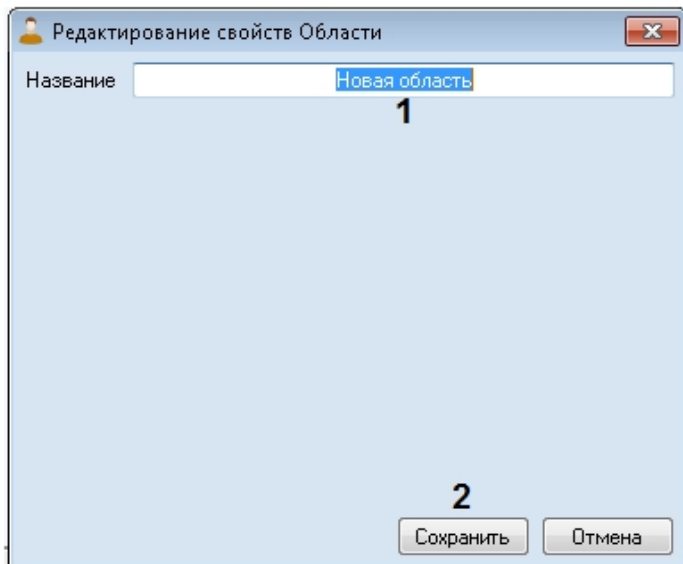 Редактирование свойств Области
Название Новая область
1
2
Сохранить Отмена